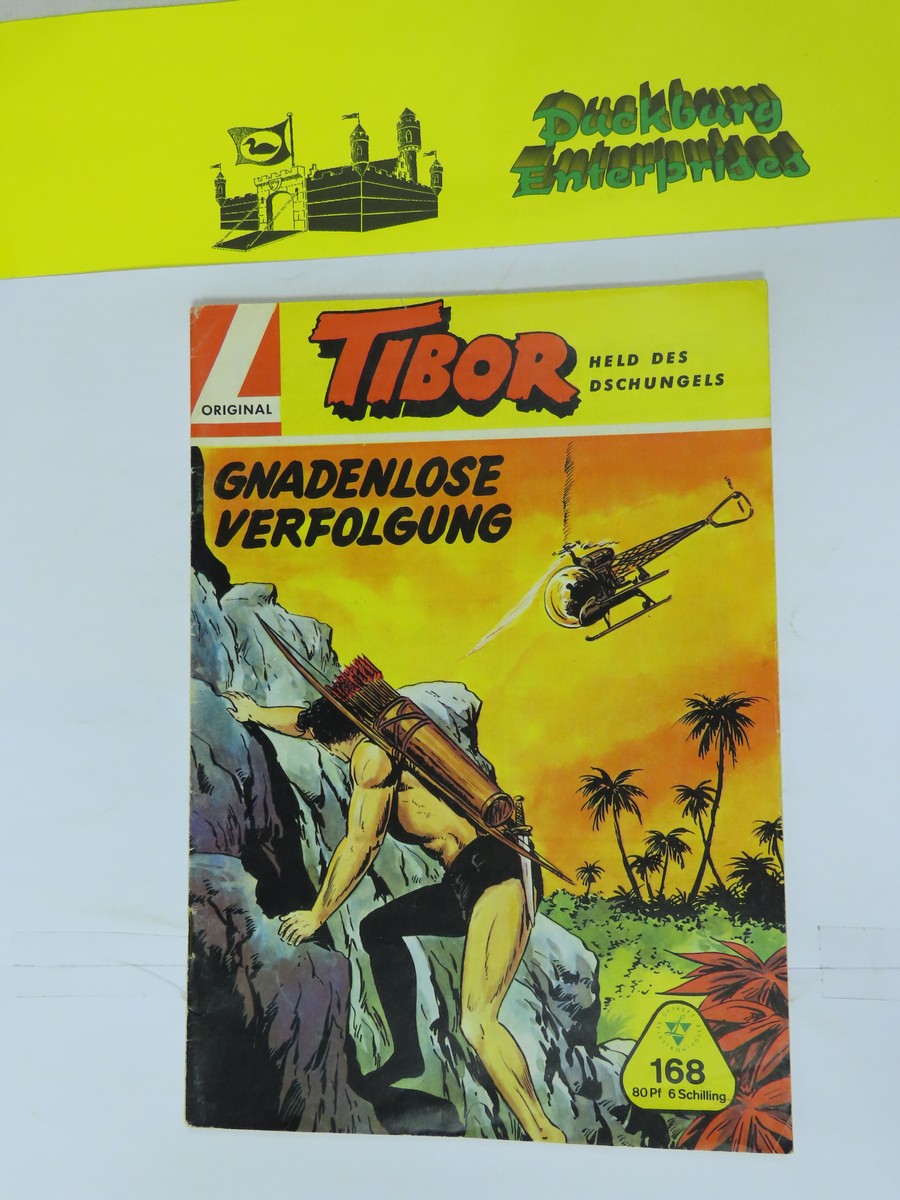 Duckburg
Enterprises
ORIGINAL
TIBOR
HELD DES
DSCHUNGELS
GNADENLOSE
VERFOLGUNG
168
80 Pf 6 Schilling